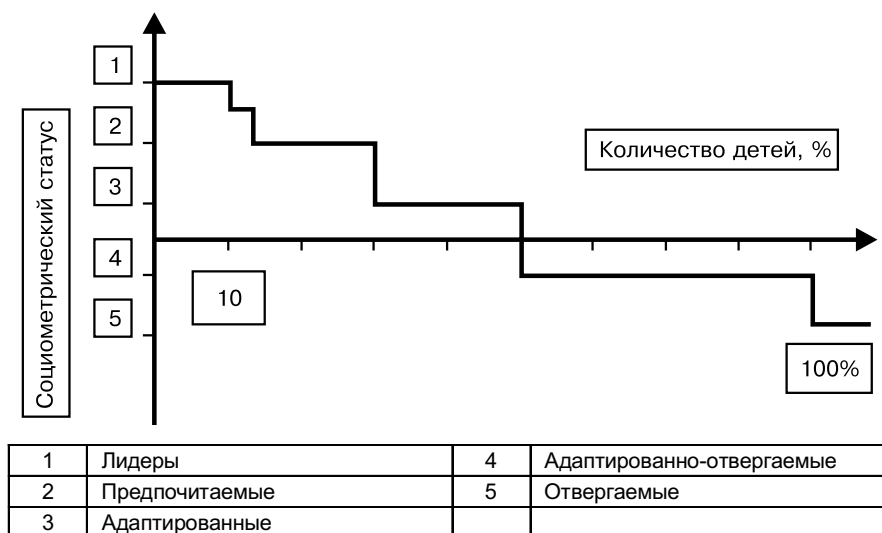 1
2
3
4
5
Социометрический статус
Количество детей, %
10
100%
1 Лидеры 4 Адаптированно-отвергаемые
2 Предпочитаемые 5 Отвергаемые
3 Адаптированные